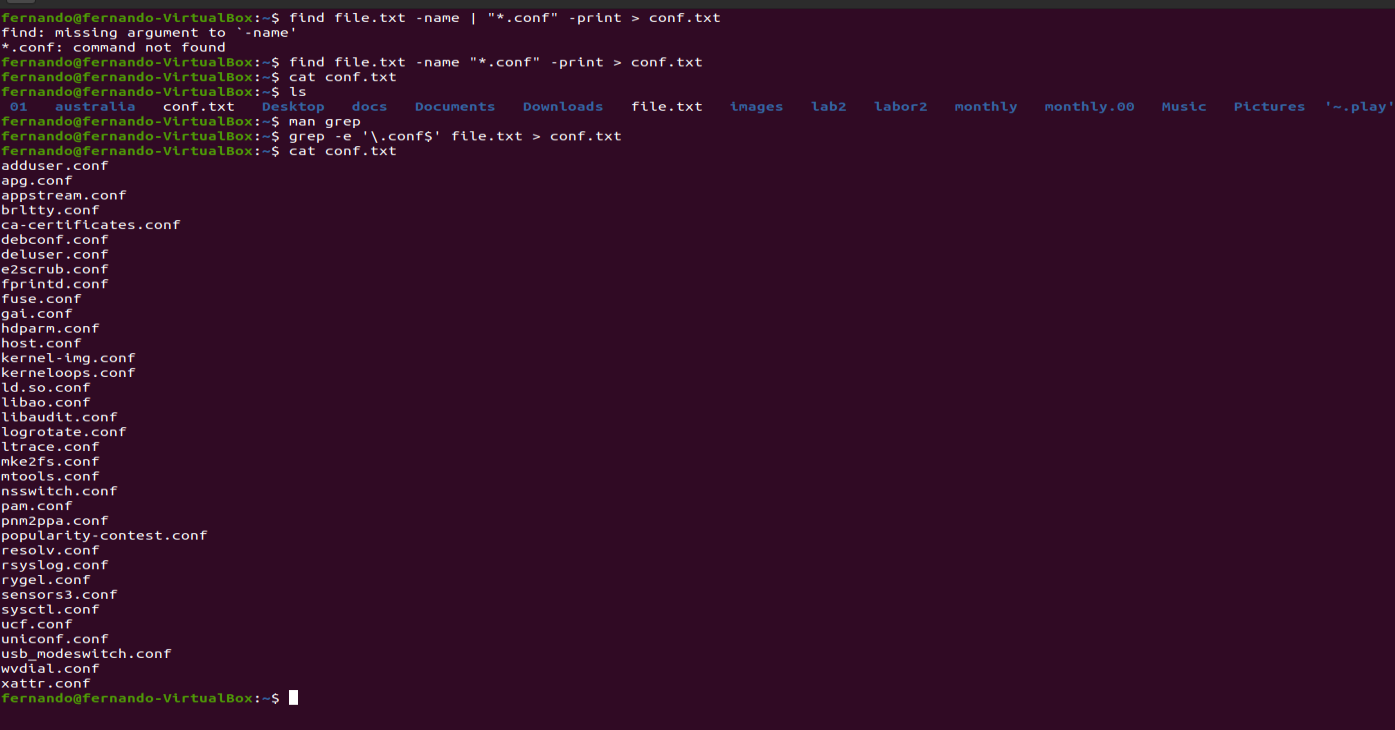 fernando@fernando-VirtualBox:~$ find file.txt -name | "*.conf" -print > conf.txt
find: missing argument to `-name'
*.conf: command not found
fernando@fernando-VirtualBox:~$ find file.txt -name "*.conf" -print > conf.txt
fernando@fernando-VirtualBox:~$ cat conf.txt
fernando@fernando-VirtualBox:~$ ls
01 australia conf.txt Desktop docs Documents Downloads file.txt images lab2 labor2 monthly monthly.00 Music Pictures '~.play'
fernando@fernando-VirtualBox:~$ man grep
fernando@fernando-VirtualBox:~$ grep -e '\.conf$' file.txt > conf.txt
fernando@fernando-VirtualBox:~$ cat conf.txt
adduser.conf
apg.conf
appstream.conf
brltty.conf
ca-certificates.conf
debconf.conf
deluser.conf
e2scrub.conf
fprintd.conf
fuse.conf
gai.conf
hdparm.conf
host.conf
kernel-img.conf
kerneloops.conf
ld.so.conf
libao.conf
libaudit.conf
logrotate.conf
ltrace.conf
mke2fs.conf
mtools.conf
nsswitch.conf
pam.conf
pnm2ppa.conf
popularity-contest.conf
resolv.conf
rsyslog.conf
rygel.conf
sensors3.conf
sysctl.conf
ucf.conf
uniconf.conf
usb_modeswitch.conf
wvdial.conf
xattr.conf
fernando@fernando-VirtualBox:~$